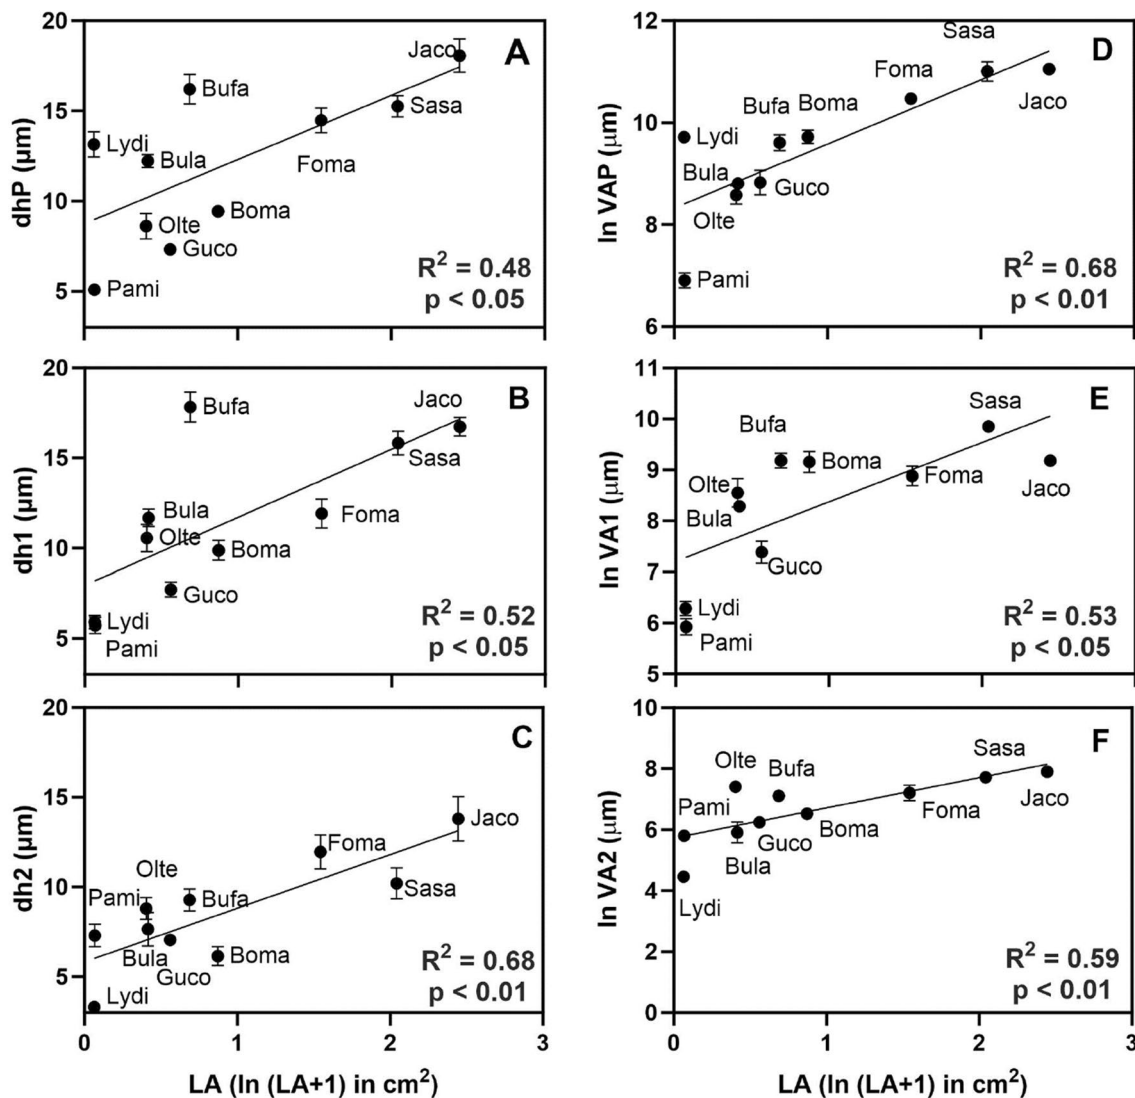 20
15
10
5
dhP (µm)
A
Jaco
Bufa
Sasa
Lydi
Bula
Foma
Olte
Boma
Guco
Pami
R² = 0.48
p < 0.05
12
10
8
6
ln VAP (µm)
D
Sasa
Foma
Jaco
Bufa
Boma
Lydi
Bula
Guco
Olte
Pami
R² = 0.68
p < 0.01
20
15
10
5
dh1 (µm)
B
Jaco
Bufa
Sasa
Bula
Foma
Olte
Boma
Guco
Lydi
Pami
R² = 0.52
p < 0.05
11
10
9
8
7
6
5
ln VA1 (µm)
E
Sasa
Bufa
Boma
Jaco
Foma
Olte
Bula
Guco
Lydi
Pami
R² = 0.53
p < 0.05
20
15
10
5
dh2 (µm)
C
Jaco
Foma
Olte
Sasa
Pami
Bufa
Bula
Boma
Guco
Lydi
R² = 0.68
p < 0.01
0 1 2 3
LA (ln (LA+1) in cm²)
10
8
6
4
2
0
ln VA2 (µm)
F
Sasa
Olte
Bufa
Jaco
Pami
Foma
Guco
Boma
Bula
Lydi
R² = 0.59
p < 0.01
0 1 2 3
LA (ln (LA+1) in cm²)